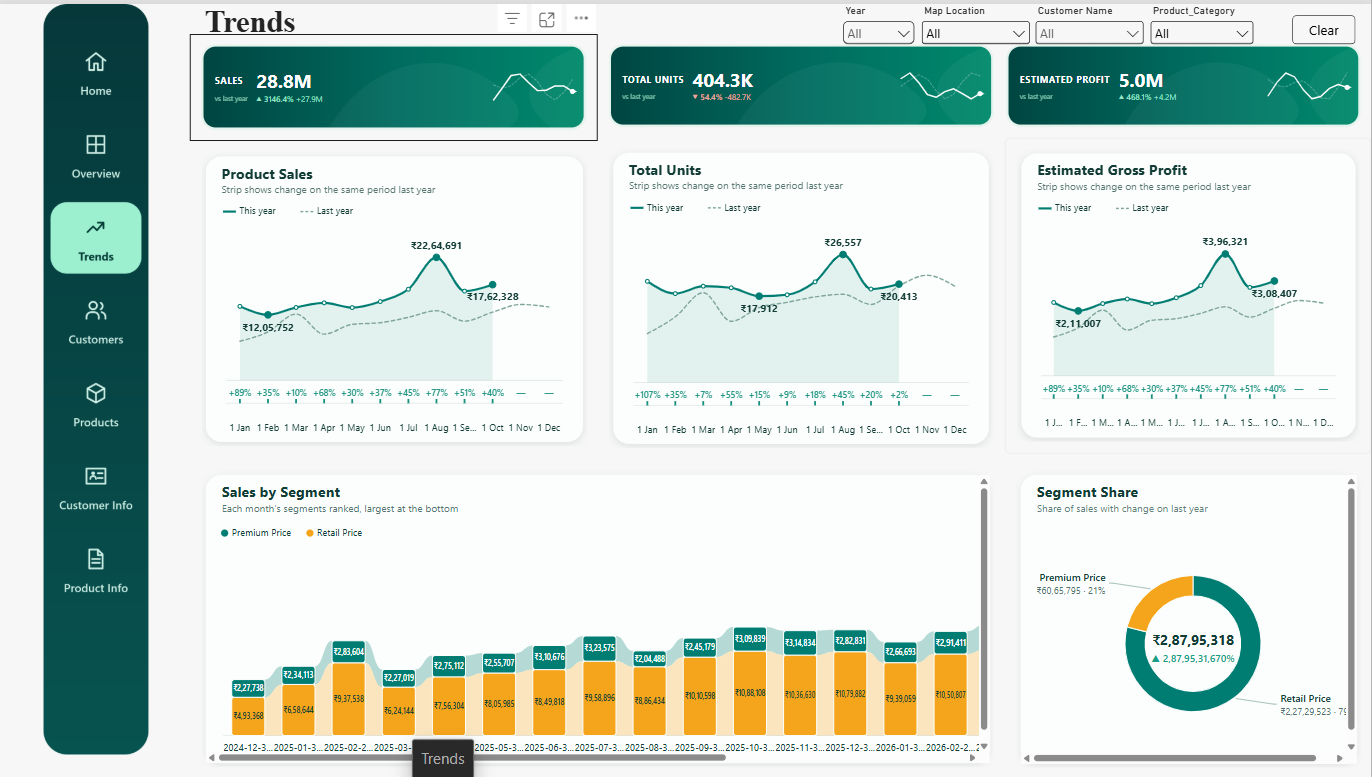 Trends
Year
All
Map Location
All
Customer Name
All
Product_Category
All
Clear
Home
Overview
Trends
Customers
Products
Customer Info
Product Info
SALES 28.8M
vs last year ▲ 3146.4% +27.9M
TOTAL UNITS 404.3K
vs last year ▼ 54.4% -482.7K
ESTIMATED PROFIT 5.0M
vs last year ▲ 468.1% +4.2M
Product Sales
Strip shows change on the same period last year
This year Last year
₹22,64,691
₹17,62,328
₹12,05,752
+89% +35% +10% +68% +30% +37% +45% +77% +51% +40% — —
1 Jan 1 Feb 1 Mar 1 Apr 1 May 1 Jun 1 Jul 1 Aug 1 Se... 1 Oct 1 Nov 1 Dec
Total Units
Strip shows change on the same period last year
This year Last year
₹26,557
₹20,413
₹17,912
+107% +35% +7% +55% +15% +9% +18% +45% +20% +2% — —
1 Jan 1 Feb 1 Mar 1 Apr 1 May 1 Jun 1 Jul 1 Aug 1 Se... 1 Oct 1 Nov 1 Dec
Estimated Gross Profit
Strip shows change on the same period last year
This year Last year
₹3,96,321
₹3,08,407
₹2,11,007
+89% +35% +10% +68% +30% +37% +45% +77% +51% +40% — —
1 J... 1 F... 1 M... 1 A... 1 M... 1 J... 1 J... 1 A... 1 S... 1 O... 1 N... 1 D...
Sales by Segment
Each month's segments ranked, largest at the bottom
Premium Price Retail Price
₹2,27,738 ₹2,34,113 ₹2,83,604 ₹2,27,019 ₹2,75,112 ₹2,55,707 ₹3,10,676 ₹3,23,575 ₹2,04,488 ₹2,45,179 ₹3,09,839 ₹3,14,834 ₹2,82,831 ₹2,66,693 ₹2,91,411
₹4,93,368 ₹6,58,644 ₹9,37,538 ₹6,24,144 ₹7,56,304 ₹8,05,985 ₹8,49,818 ₹9,58,896 ₹8,86,434 ₹10,10,598 ₹10,88,108 ₹10,36,630 ₹10,79,882 ₹9,39,059 ₹10,50,807
2024-12-3... 2025-01-3... 2025-02-2... 2025-03- 2025-05-3... 2025-06-3... 2025-07-3... 2025-08-3... 2025-09-3... 2025-10-3... 2025-11-3... 2025-12-3... 2026-01-3... 2026-02-2...
Trends
Segment Share
Share of sales with change on last year
Premium Price
₹60,65,795 · 21%
₹2,87,95,318
▲ 2,87,95,31,670%
Retail Price
₹2,27,29,523 · 79